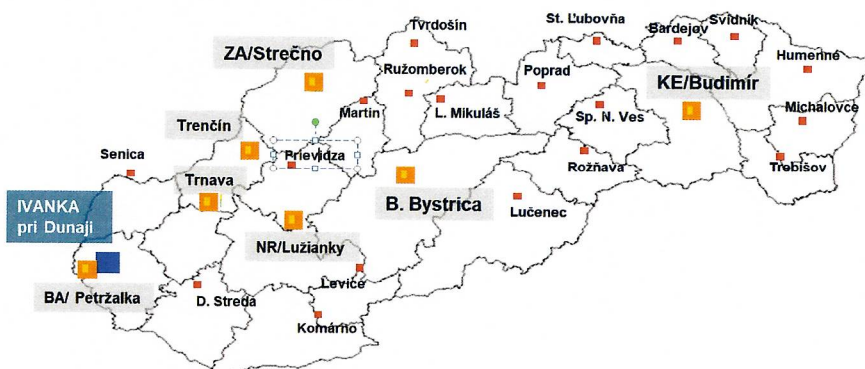 Tvrdošín
St. Ľubovňa
Svidník
Bardejov
ZA/Strečno
Humenné
Ružomberok
Poprad
KE/Budimír
Martin
L. Mikuláš
Sp. N. Ves
Michalovce
Trenčín
Senica
Prievidza
Rožňava
Trebišov
Trnava
IVANKA
pri Dunaji
B. Bystrica
Lučenec
NR/Lužianky
Levice
BA/ Petržalka
D. Streda
Komárno